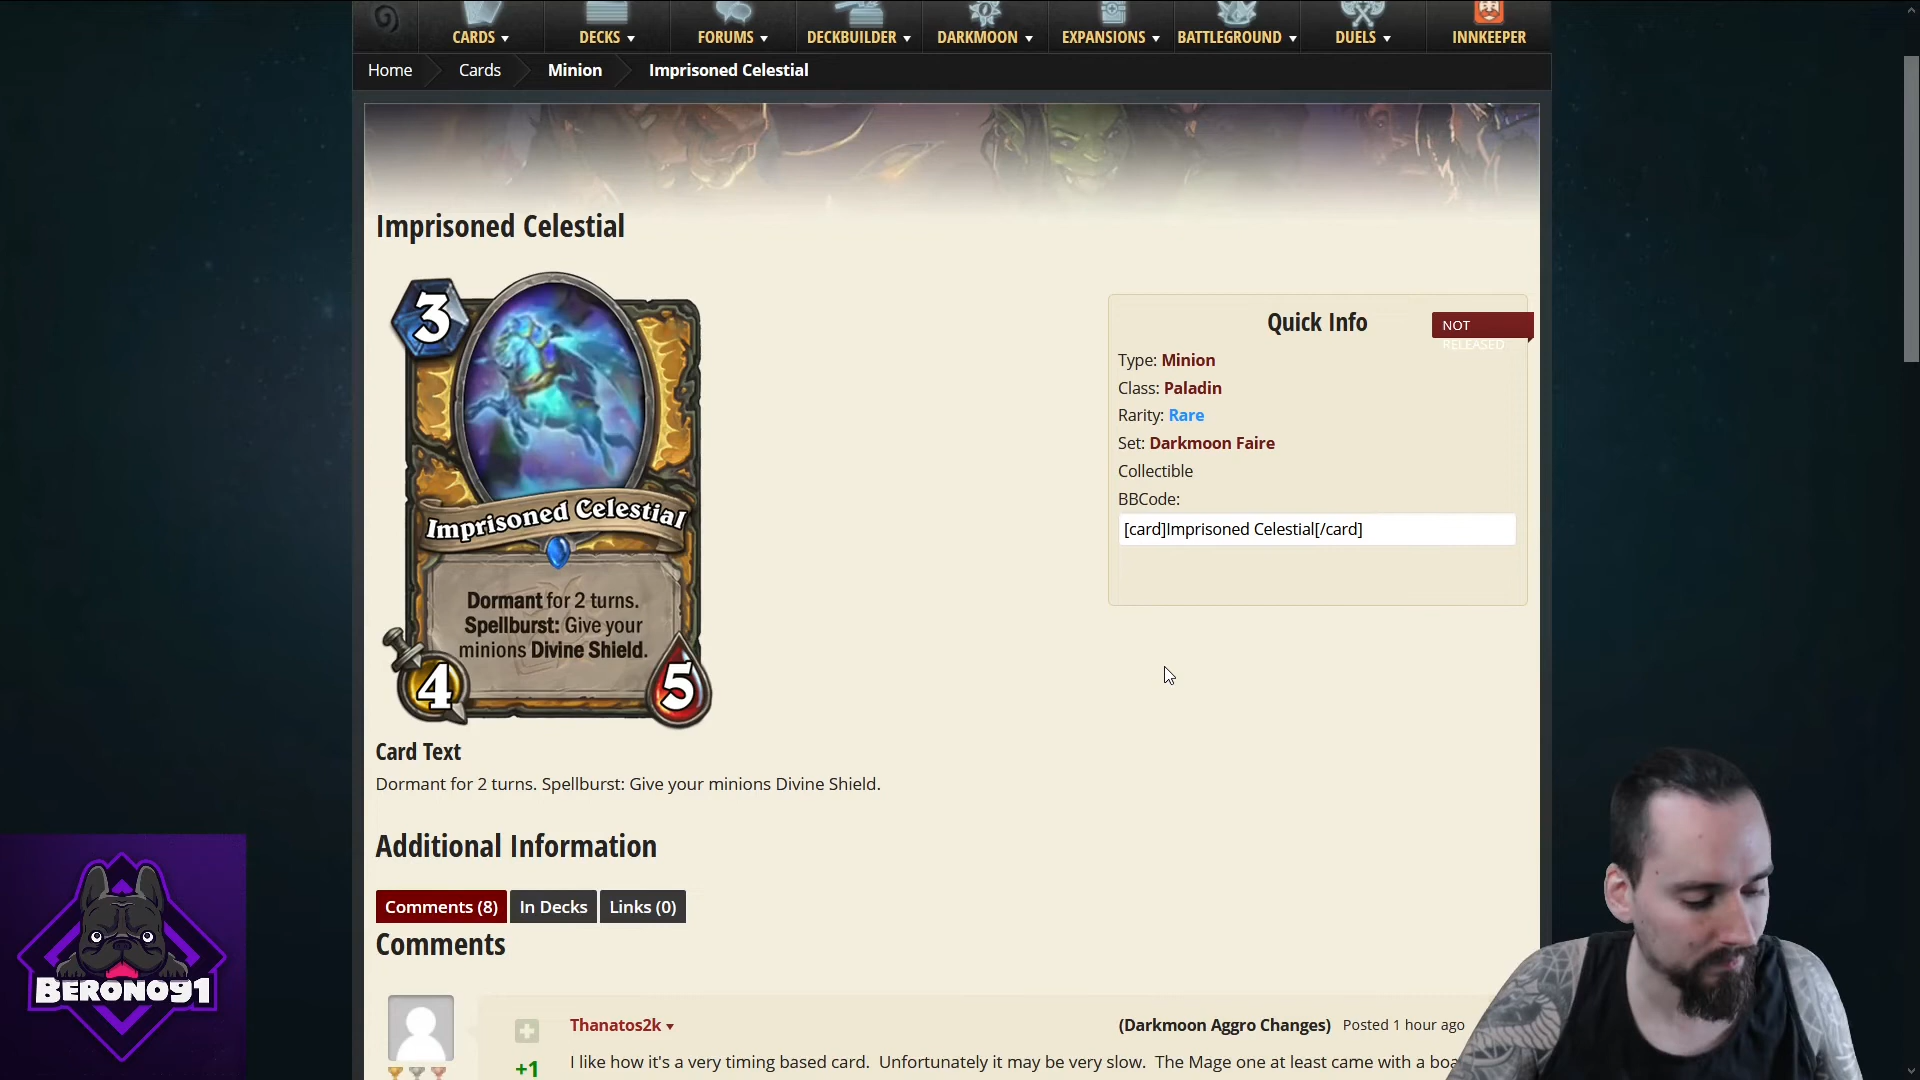 CARDS DECKS FORUMS DECKBUILDER DARKMOON EXPANSIONS BATTLEGROUND DUELS INNKEEPER
Home Cards Minion Imprisoned Celestial
Imprisoned Celestial
3
Imprisoned Celestial
Dormant for 2 turns.
Spellburst: Give your
minions Divine Shield.
4 5
Quick Info
NOT
RELEASED
Type: Minion
Class: Paladin
Rarity: Rare
Set: Darkmoon Faire
Collectible
BBCode:
[card]Imprisoned Celestial[/card]
Card Text
Dormant for 2 turns. Spellburst: Give your minions Divine Shield.
Additional Information
Comments (8) In Decks Links (0)
Comments
Thanatos2k (Darkmoon Aggro Changes) Posted 1 hour ago
+1
I like how it's a very timing based card. Unfortunately it may be very slow. The Mage one at least came with a
BERONO91